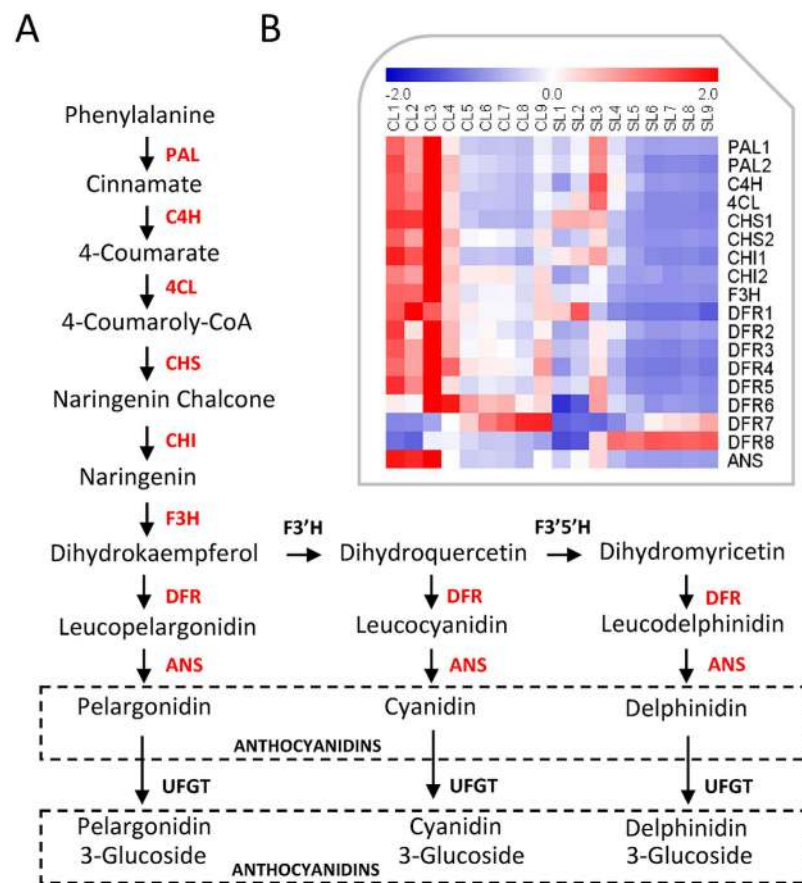 A
B
Phenylalanine
PAL
Cinnamate
C4H
4-Coumarate
4CL
4-Coumaroly-CoA
CHS
Naringenin Chalcone
CHI
Naringenin
F3H
F3'H
F3'5'H
Dihydrokaempferol
Dihydroquercetin
Dihydromyricetin
DFR
DFR
DFR
Leucopelargonidin
Leucocyanidin
Leucodelphinidin
ANS
ANS
ANS
Pelargonidin
Cyanidin
Delphinidin
ANTHOCYANIDINS
UFGT
UFGT
UFGT
Pelargonidin
3-Glucoside
Cyanidin
3-Glucoside
Delphinidin
3-Glucoside
ANTHOCYANIDINS
-2.0
0.0
2.0
CL1
CL2
CL3
CL4
CL5
CL6
CL7
CL8
CL9
SL1
SL2
SL3
SL4
SL5
SL6
SL7
SL8
SL9
PAL1
PAL2
C4H
4CL
CHS1
CHS2
CHI1
CHI2
F3H
DFR1
DFR2
DFR3
DFR4
DFR5
DFR6
DFR7
DFR8
ANS